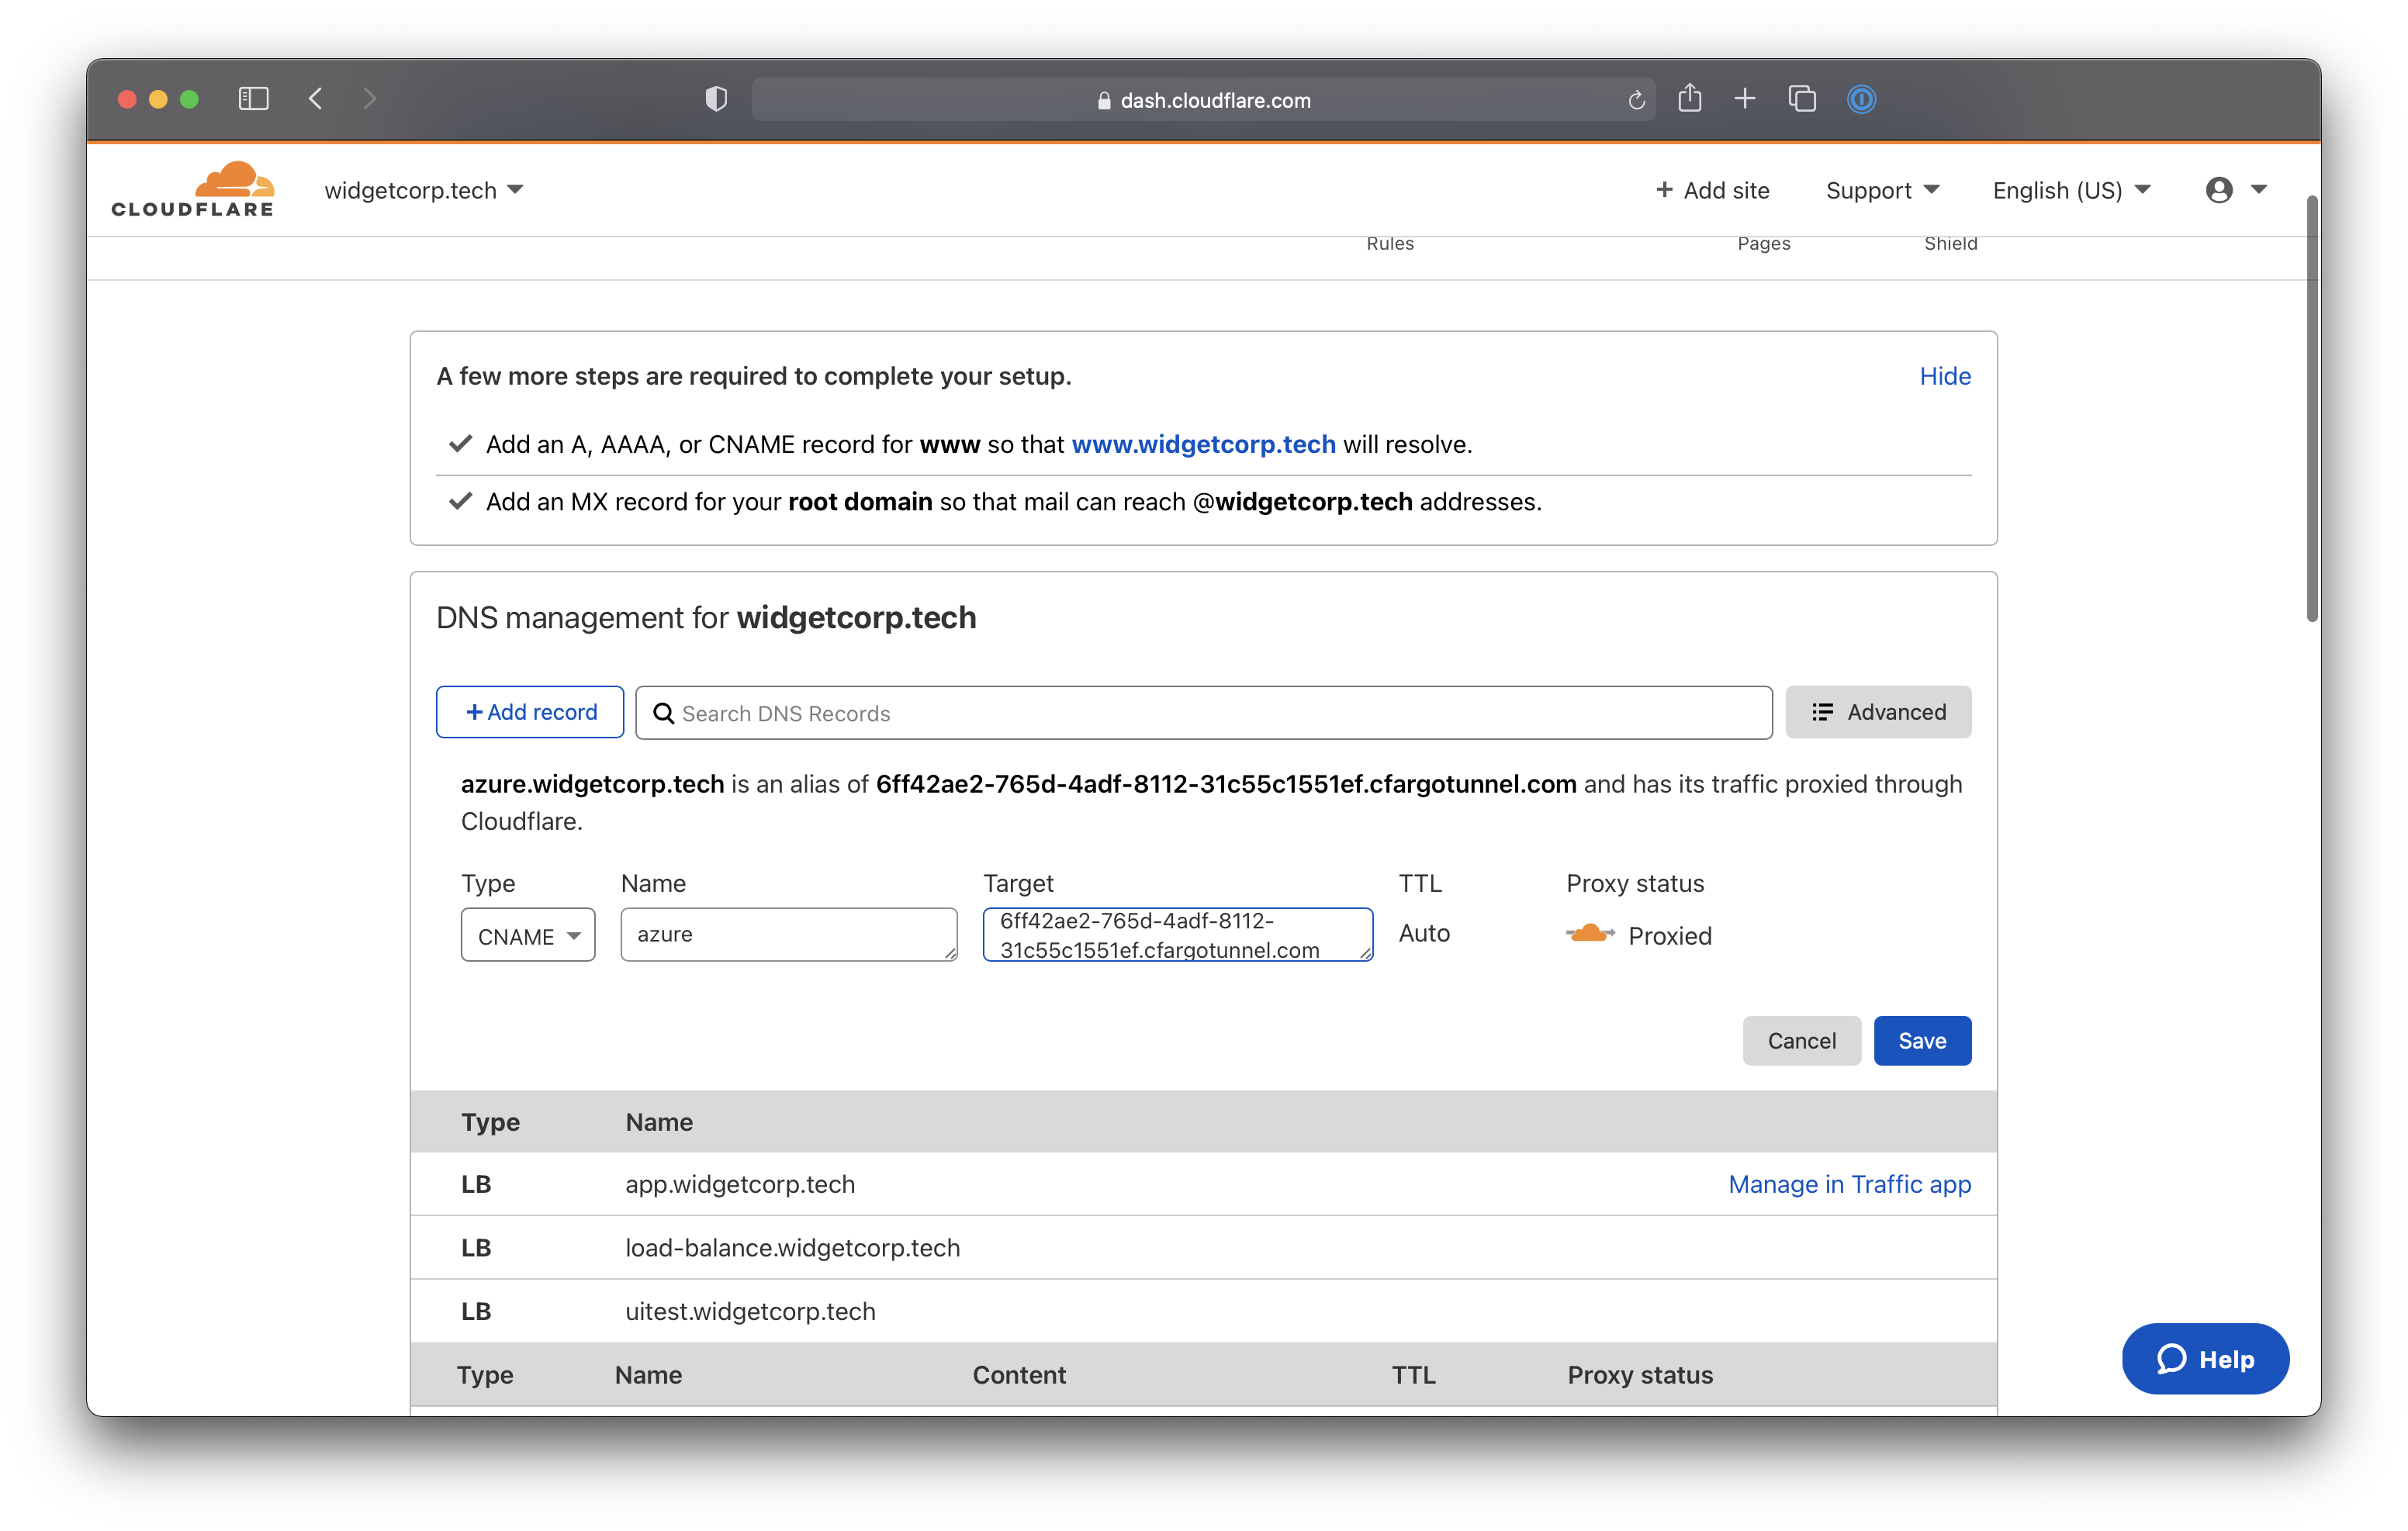 dash.cloudflare.com
CLOUDFLARE
widgetcorp.tech
+ Add site
Support
English (US)
Rules
Pages
Shield
A few more steps are required to complete your setup.
Hide
Add an A, AAAA, or CNAME record for www so that www.widgetcorp.tech will resolve.
Add an MX record for your root domain so that mail can reach @widgetcorp.tech addresses.
DNS management for widgetcorp.tech
+ Add record
Search DNS Records
Advanced
azure.widgetcorp.tech is an alias of 6ff42ae2-765d-4adf-8112-31c55c1551ef.cfargotunnel.com and has its traffic proxied through
Cloudflare.
Type Name Target TTL Proxy status
CNAME
azure
6ff42ae2-765d-4adf-8112-
31c55c1551ef.cfargotunnel.com
Auto
Proxied
Cancel
Save
Type Name
LB app.widgetcorp.tech Manage in Traffic app
LB load-balance.widgetcorp.tech
LB uitest.widgetcorp.tech
Type Name Content TTL Proxy status
Help